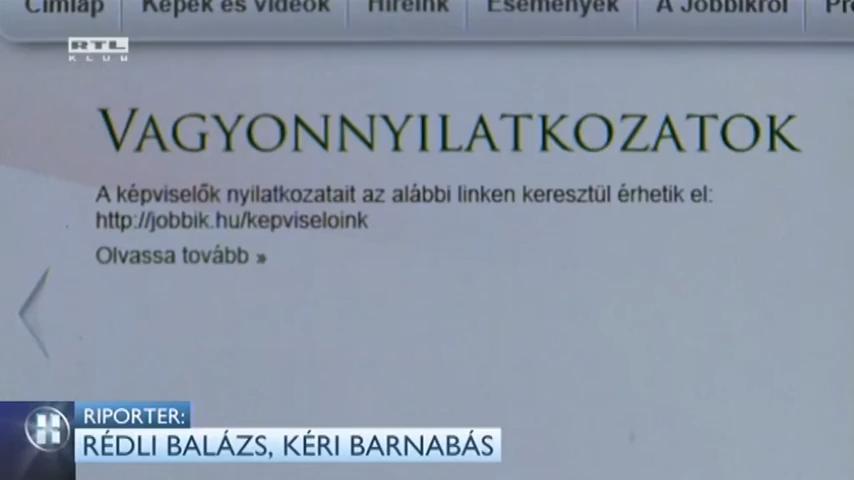 Címlap Képek és videók Híreink Események A Jobbikról
RTL
KLUB
VAGYONNYILATKOZATOK
A képviselők nyilatkozatait az alábbi linken keresztül érhetik el:
http://jobbik.hu/kepviseloink
Olvassa tovább »
RIPORTER:
RÉDLI BALÁZS, KÉRI BARNABÁS